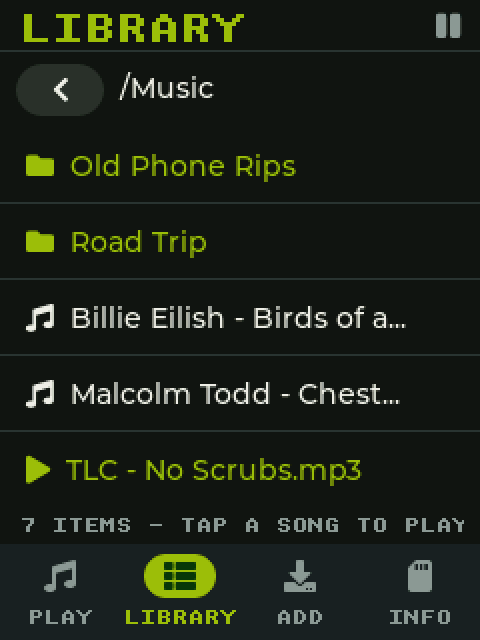 LIBRARY
/Music
Old Phone Rips
Road Trip
Billie Eilish - Birds of a...
Malcolm Todd - Chest...
TLC - No Scrubs.mp3
7 ITEMS - TAP A SONG TO PLAY
PLAY LIBRARY ADD INFO